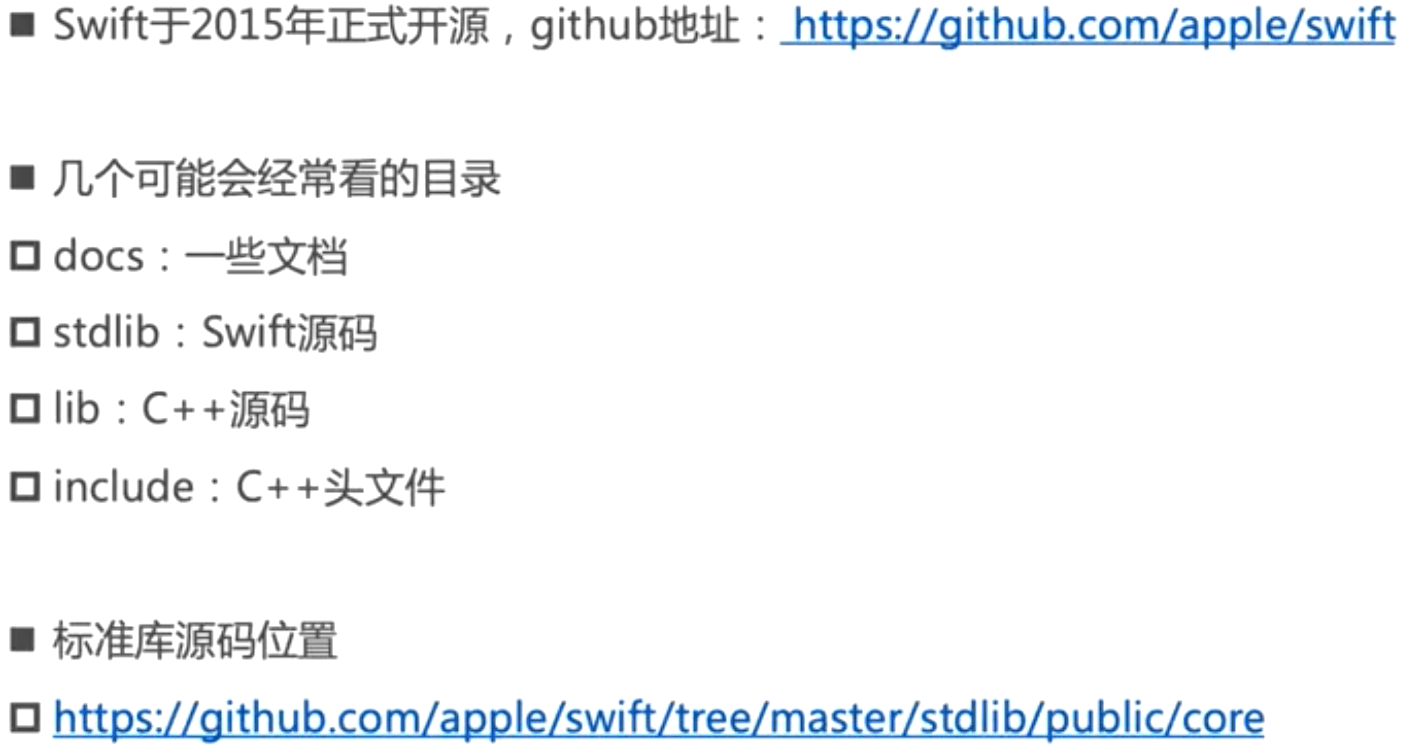 ■ Swift于2015年正式开源，github地址： https://github.com/apple/swift
■ 几个可能会经常看的目录
□ docs：一些文档
□ stdlib：Swift源码
□ lib：C++源码
□ include：C++头文件
■ 标准库源码位置
□ https://github.com/apple/swift/tree/master/stdlib/public/core